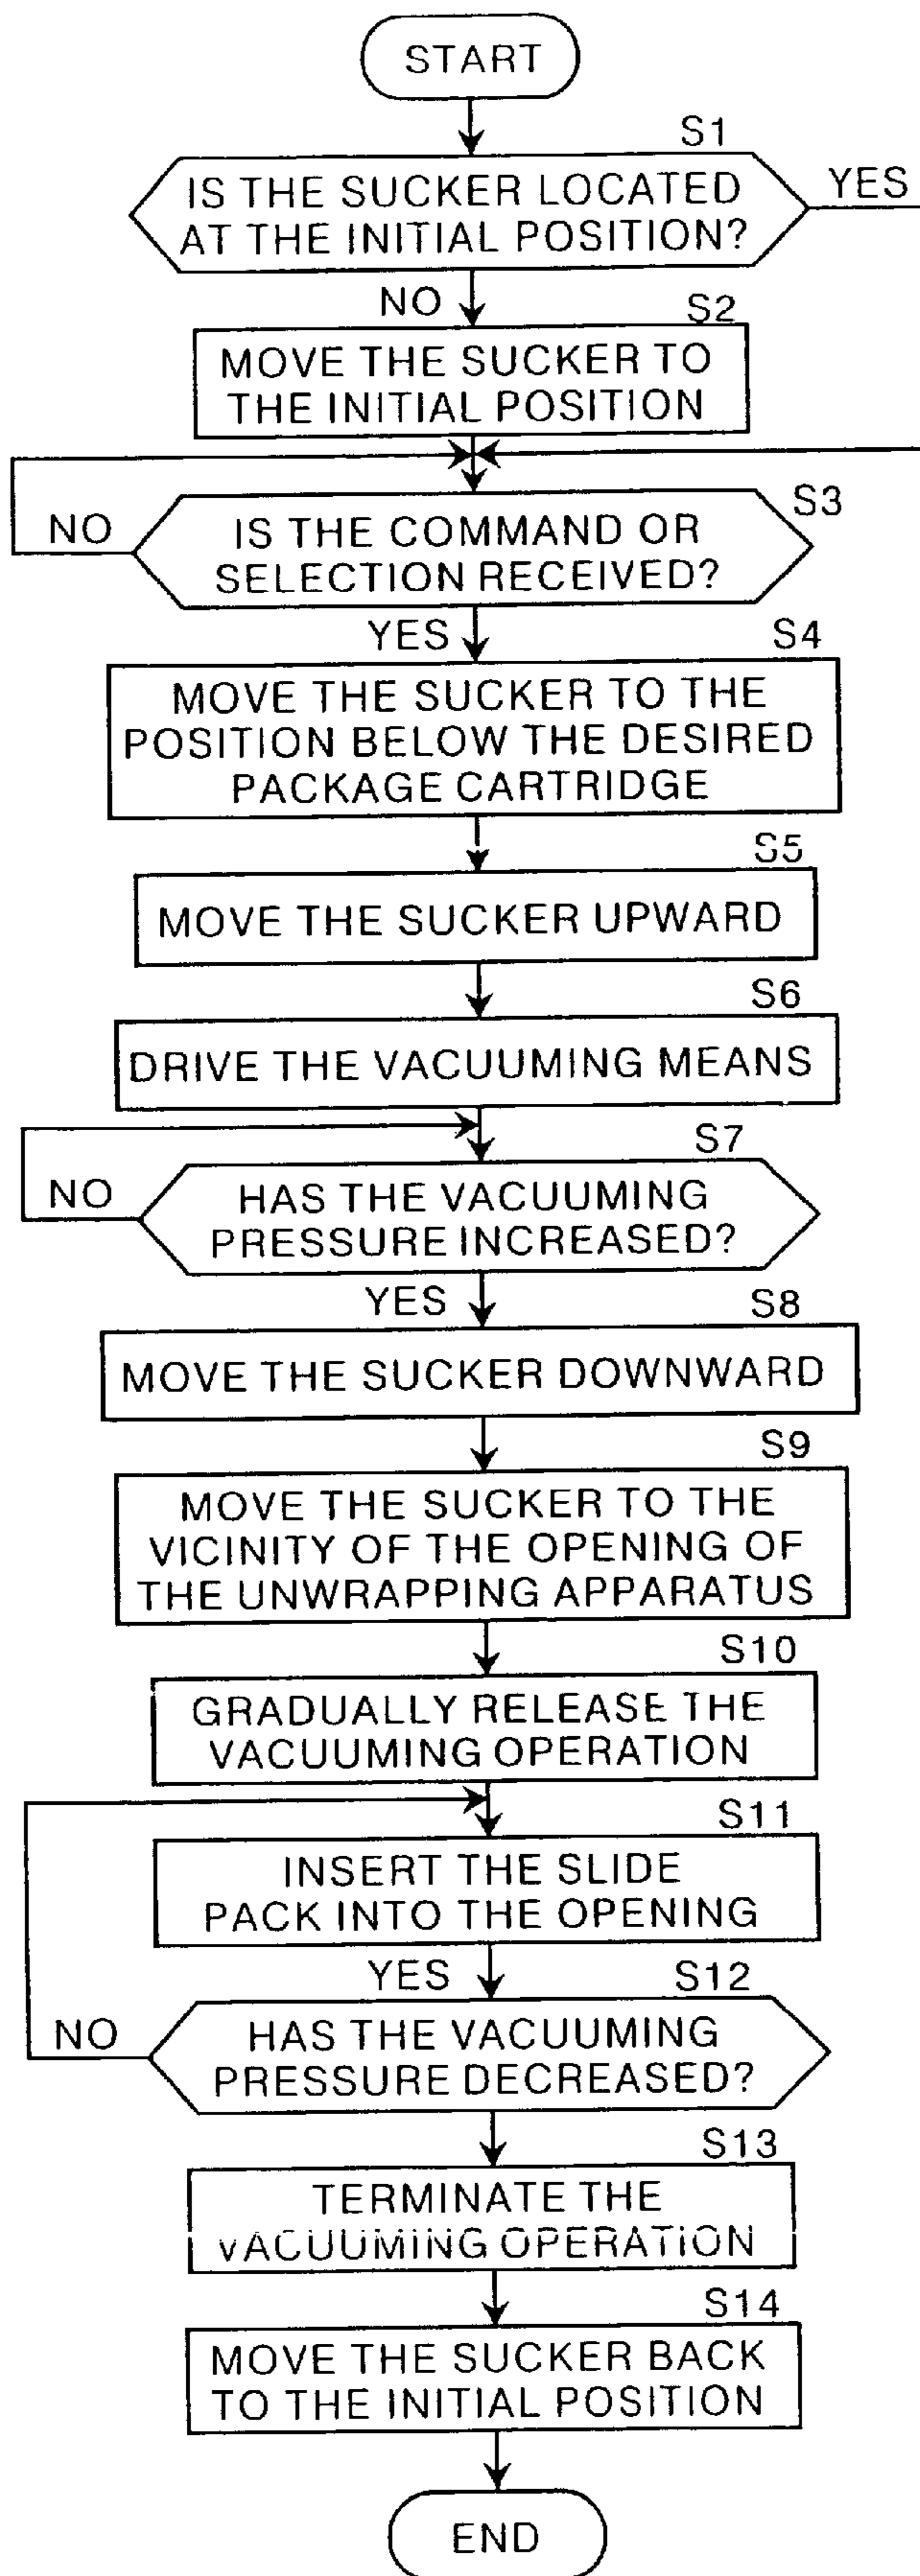 START
S1
IS THE SUCKER LOCATED
AT THE INITIAL POSITION?
YES
NO
S2
MOVE THE SUCKER TO
THE INITIAL POSITION
S3
NO
IS THE COMMAND OR
SELECTION RECEIVED?
YES
S4
MOVE THE SUCKER TO THE
POSITION BELOW THE DESIRED
PACKAGE CARTRIDGE
S5
MOVE THE SUCKER UPWARD
S6
DRIVE THE VACUUMING MEANS
S7
NO
HAS THE VACUUMING
PRESSURE INCREASED?
YES
S8
MOVE THE SUCKER DOWNWARD
S9
MOVE THE SUCKER TO THE
VICINITY OF THE OPENING OF
THE UNWRAPPING APPARATUS
S10
GRADUALLY RELEASE THE
VACUUMING OPERATION
S11
INSERT THE SLIDE
PACK INTO THE OPENING
YES
S12
NO
HAS THE VACUUMING
PRESSURE DECREASED?
S13
TERMINATE THE
VACUUMING OPERATION
S14
MOVE THE SUCKER BACK
TO THE INITIAL POSITION
END